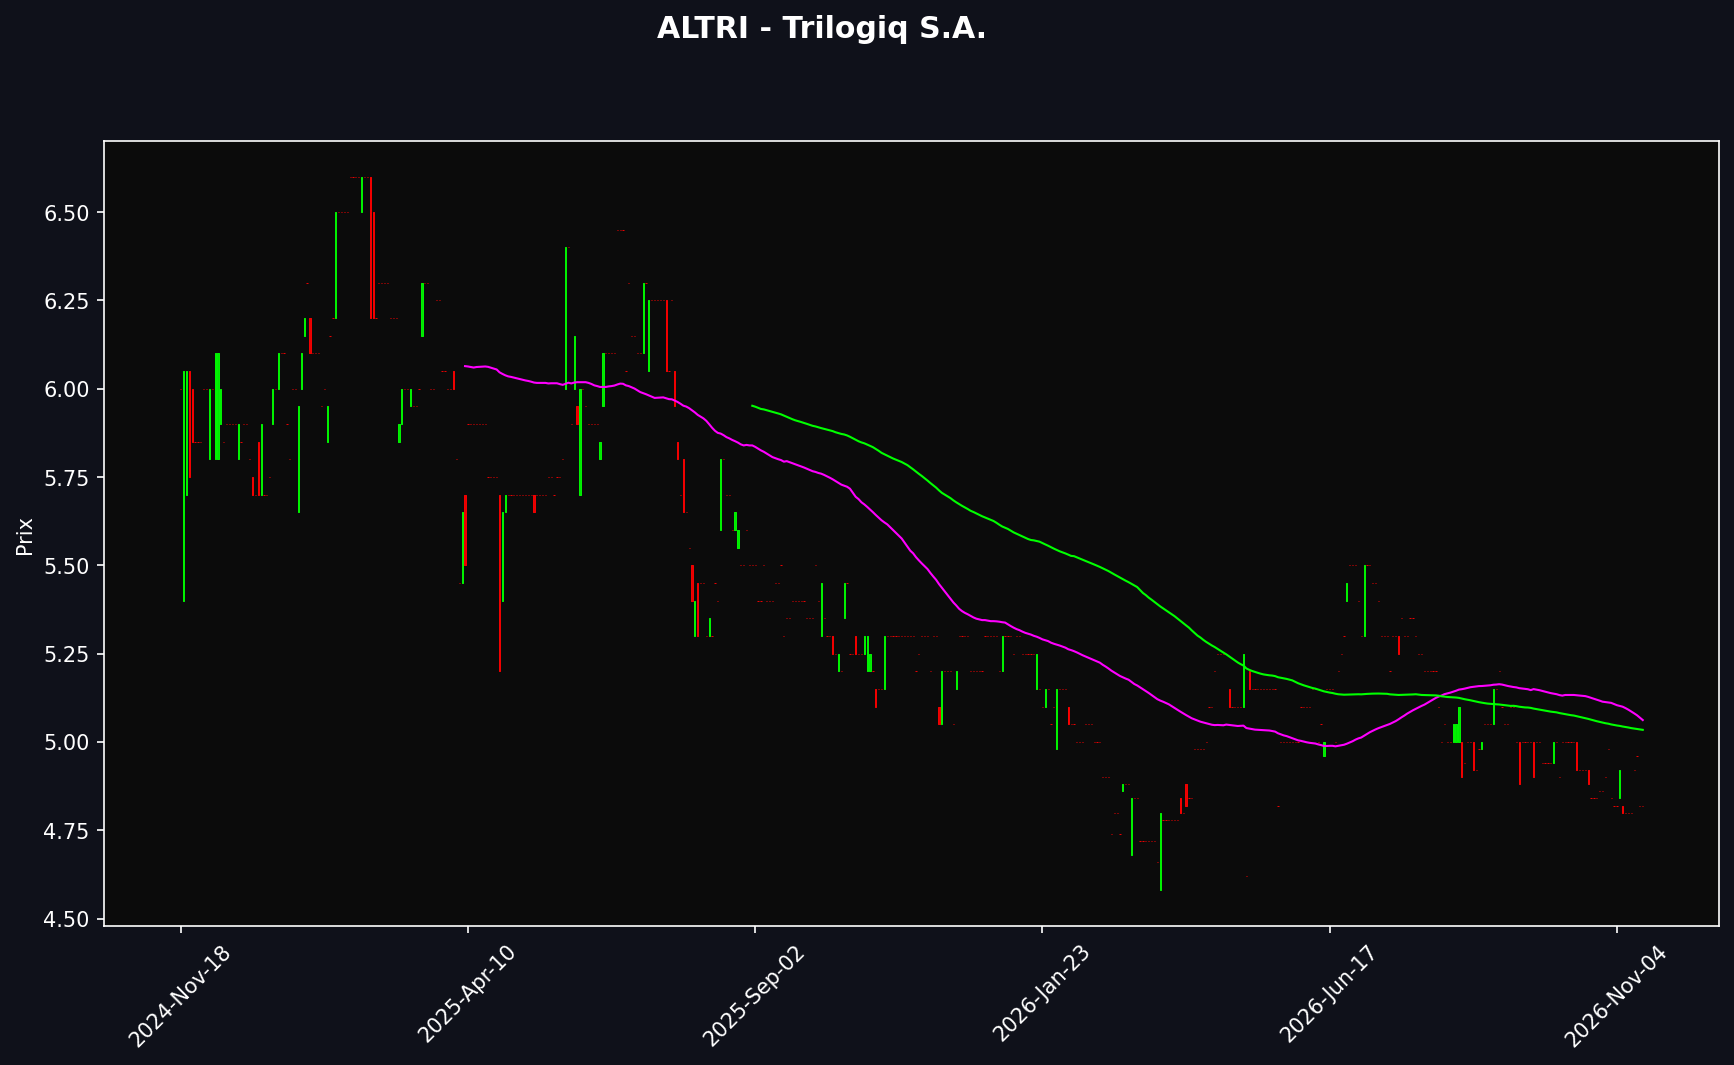 ALTRI - Trilogiq S.A.
Prix
6.50
6.25
6.00
5.75
5.50
5.25
5.00
4.75
4.50
2024-Nov-18
2025-Apr-10
2025-Sep-02
2026-Jan-23
2026-Jun-17
2026-Nov-04